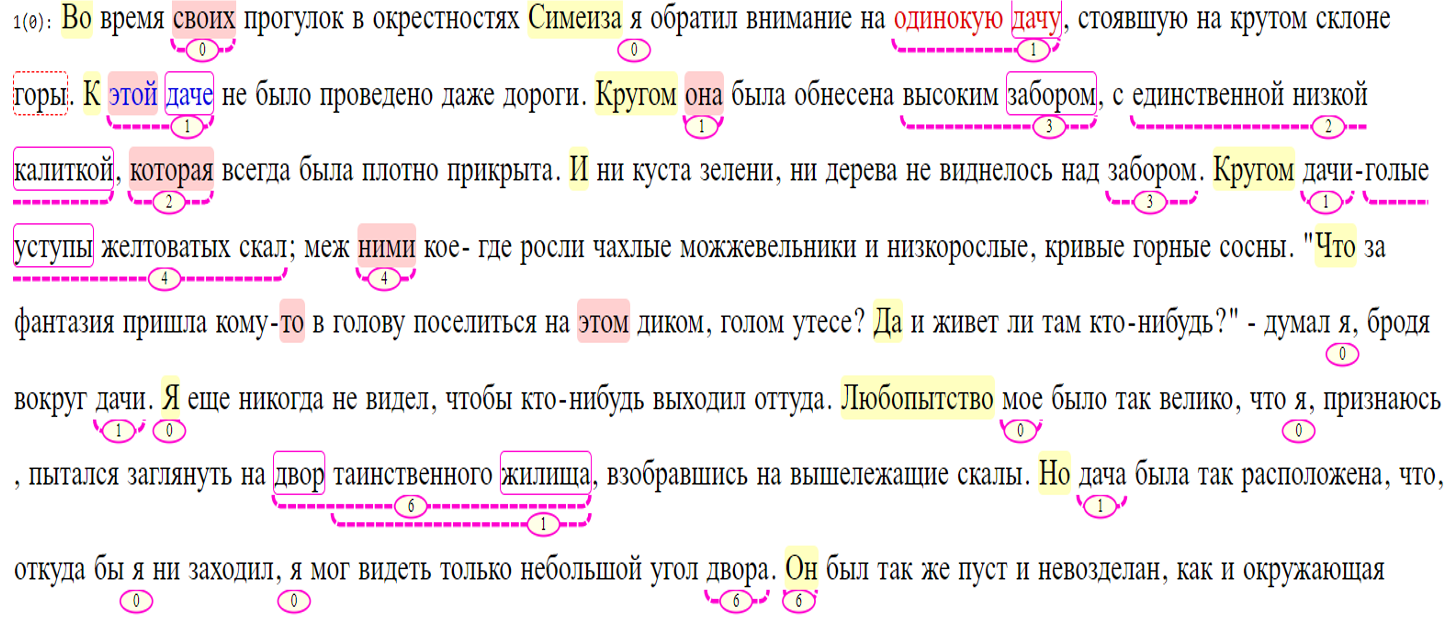 1(0): Во время своих прогулок в окрестностях Симеиза я обратил внимание на одинокую дачу, стоявшую на крутом склоне
0 0 1
горы. К этой даче не было проведено даже дороги. Кругом она была обнесена высоким забором, с единственной низкой
1 1 3 2
калиткой, которая всегда была плотно прикрыта. И ни куста зелени, ни дерева не виднелось над забором. Кругом дачи-голые
2 3 1
уступы желтоватых скал; меж ними кое- где росли чахлые можжевельники и низкорослые, кривые горные сосны. "Что за
4 4
фантазия пришла кому-то в голову поселиться на этом диком, голом утесе? Да и живет ли там кто-нибудь?" - думал я, бродя
0
вокруг дачи. Я еще никогда не видел, чтобы кто-нибудь выходил оттуда. Любопытство мое было так велико, что я, признаюсь
1 0 0 0
, пытался заглянуть на двор таинственного жилища, взобравшись на вышележащие скалы. Но дача была так расположена, что,
6 1 1
откуда бы я ни заходил, я мог видеть только небольшой угол двора. Он был так же пуст и невозделан, как и окружающая
0 0 6 6